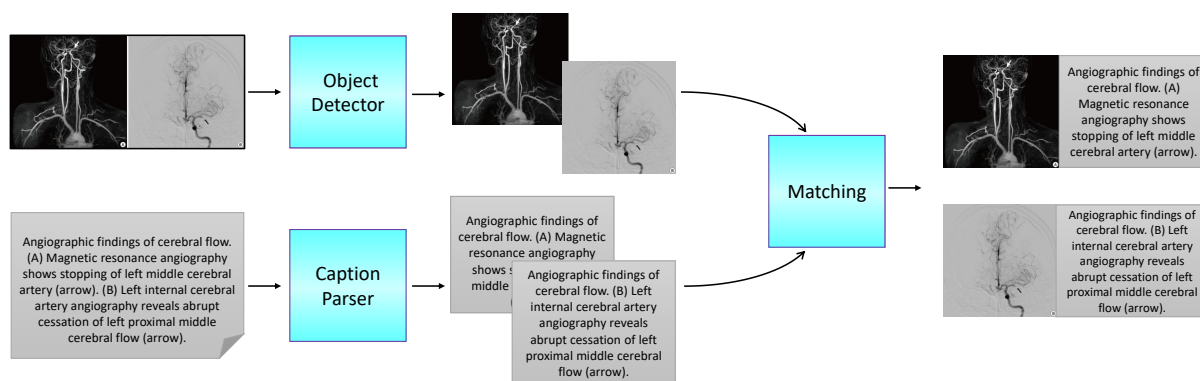 Object
Detector
Angiographic findings of cerebral flow.
(A) Magnetic resonance angiography
shows stopping of left middle cerebral
artery (arrow). (B) Left internal cerebral
artery angiography reveals abrupt
cessation of left proximal middle
cerebral flow (arrow).
Caption
Parser
Angiographic findings of
cerebral flow. (A) Magnetic
resonance angiography
shows
middle
Angiographic findings of
cerebral flow. (B) Left
internal cerebral artery
angiography reveals
abrupt cessation of left
proximal middle cerebral
flow (arrow).
Matching
Angiographic findings of
cerebral flow. (A)
Magnetic resonance
angiography shows
stopping of left middle
cerebral artery (arrow).
Angiographic findings of
cerebral flow. (B) Left
internal cerebral artery
angiography reveals
abrupt cessation of left
proximal middle cerebral
flow (arrow).